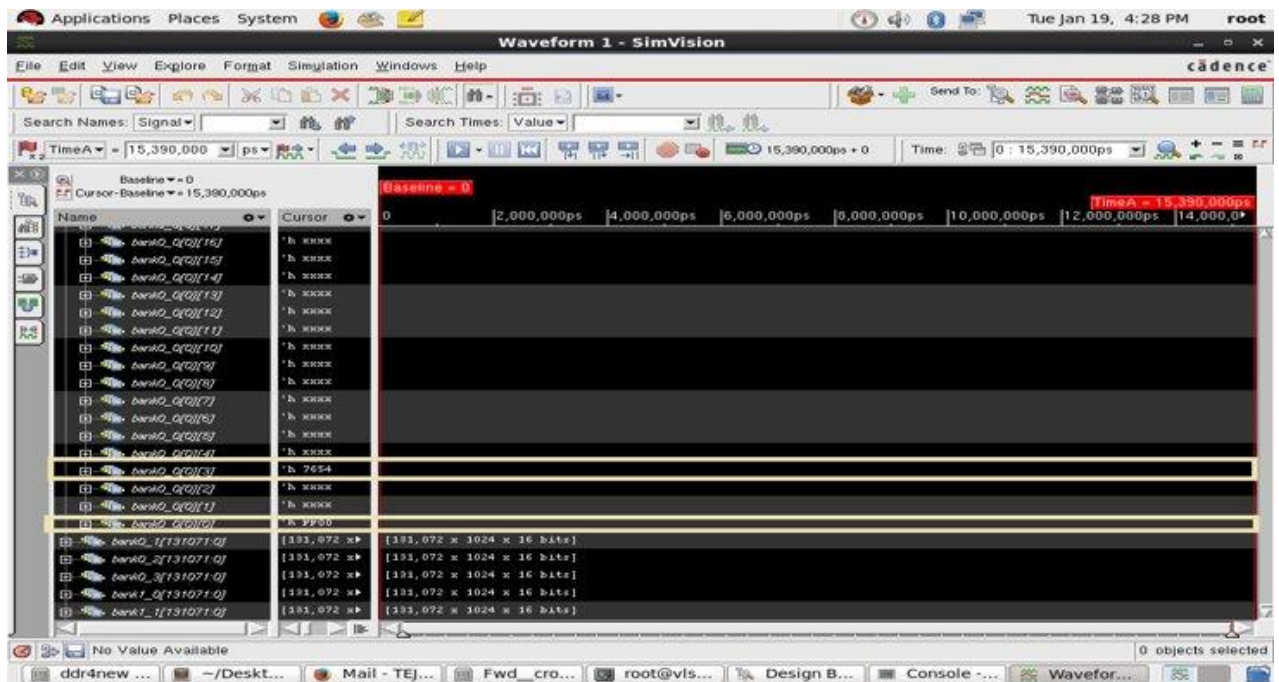 Applications Places System Tue Jan 19, 4:28 PM root
Waveform 1 - SimVision
File Edit View Explore Format Simulation Windows Help cādence
Send To:
Search Names: Signal Search Times: Value
TimeA = 15,390,000 ps 15,390,000ps + 0 Time: 0 : 15,390,000ps
Baseline = 0
Cursor-Baseline = 15,390,000ps
Baseline = 0
TimeA = 15,390,000ps
Name Cursor 0 2,000,000ps 4,000,000ps 6,000,000ps 8,000,000ps 10,000,000ps 12,000,000ps 14,000,0
bank0_0[0][16] 'h xxxx
bank0_0[0][15] 'h xxxx
bank0_0[0][14] 'h xxxx
bank0_0[0][13] 'h xxxx
bank0_0[0][12] 'h xxxx
bank0_0[0][11] 'h xxxx
bank0_0[0][10] 'h xxxx
bank0_0[0][9] 'h xxxx
bank0_0[0][8] 'h xxxx
bank0_0[0][7] 'h xxxx
bank0_0[0][6] 'h xxxx
bank0_0[0][5] 'h xxxx
bank0_0[0][4] 'h xxxx
bank0_0[0][3] 'h 7654
bank0_0[0][2] 'h xxxx
bank0_0[0][1] 'h xxxx
bank0_0[0][0] 'h FF00
bank0_1[131071:0] [131,072 x [131,072 x 1024 x 16 bits]
bank0_2[131071:0] [131,072 x [131,072 x 1024 x 16 bits]
bank0_3[131071:0] [131,072 x [131,072 x 1024 x 16 bits]
bank1_0[131071:0] [131,072 x [131,072 x 1024 x 16 bits]
bank1_1[131071:0] [131,072 x [131,072 x 1024 x 16 bits]
No Value Available 0 objects selected
ddr4new ... ~/Deskt... Mail - TEJ... Fwd__cro... root@vls... Design B... Console -... Wavefor...